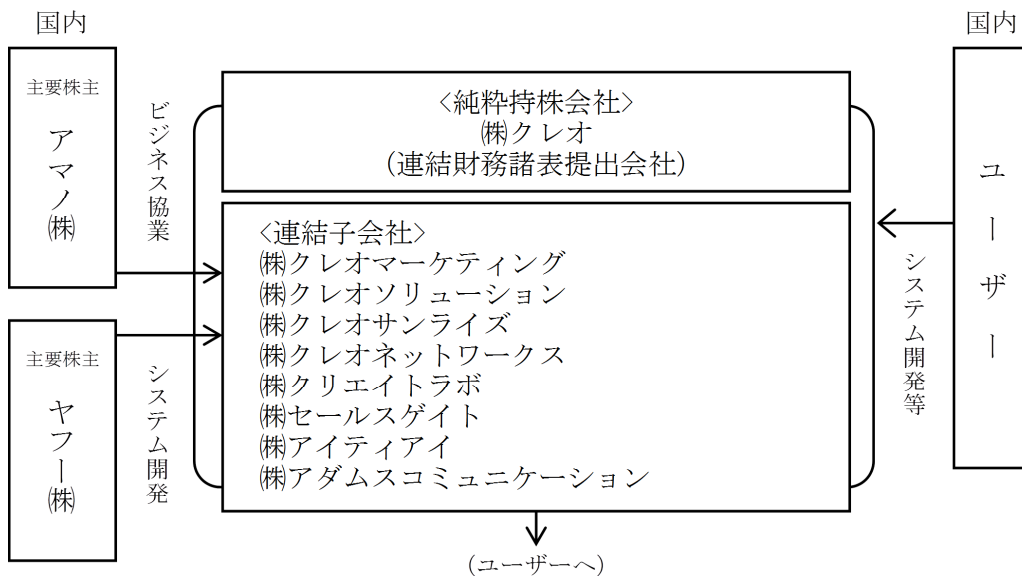 国内
主要株主
アマノ㈱
ビジネス協業
主要株主
ヤフー㈱
システム開発
<純粋持株会社>
㈱クレオ
(連結財務諸表提出会社)
<連結子会社>
㈱クレオマーケティング
㈱クレオソリューション
㈱クレオサンライズ
㈱クレオネットワークス
㈱クリエイトラボ
㈱セールスゲイト
㈱アイティアイ
㈱アダムスコミュニケーション
(ユーザーへ)
国内
ユーザー
システム開発等